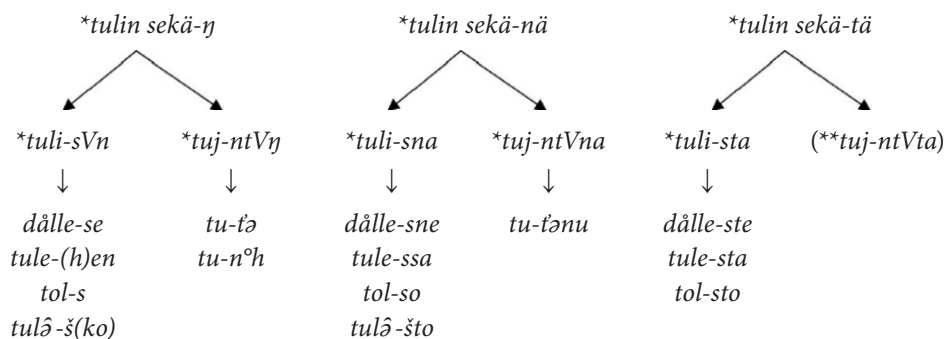 *tulin sekä-ŋ *tulin sekä-nä *tulin sekä-tä
*tuli-sVn *tuj-ntVŋ *tuli-sna *tuj-ntVna *tuli-sta (**tuj-ntVta)
↓ ↓ ↓ ↓ ↓
dålle-se tu-t́ə dålle-sne tu-t́ənu dålle-ste
tule-(h)en tu-n°h tule-ssa tule-sta
tol-s tol-so tol-sto
tulə̑-š(ko) tulə̑-što